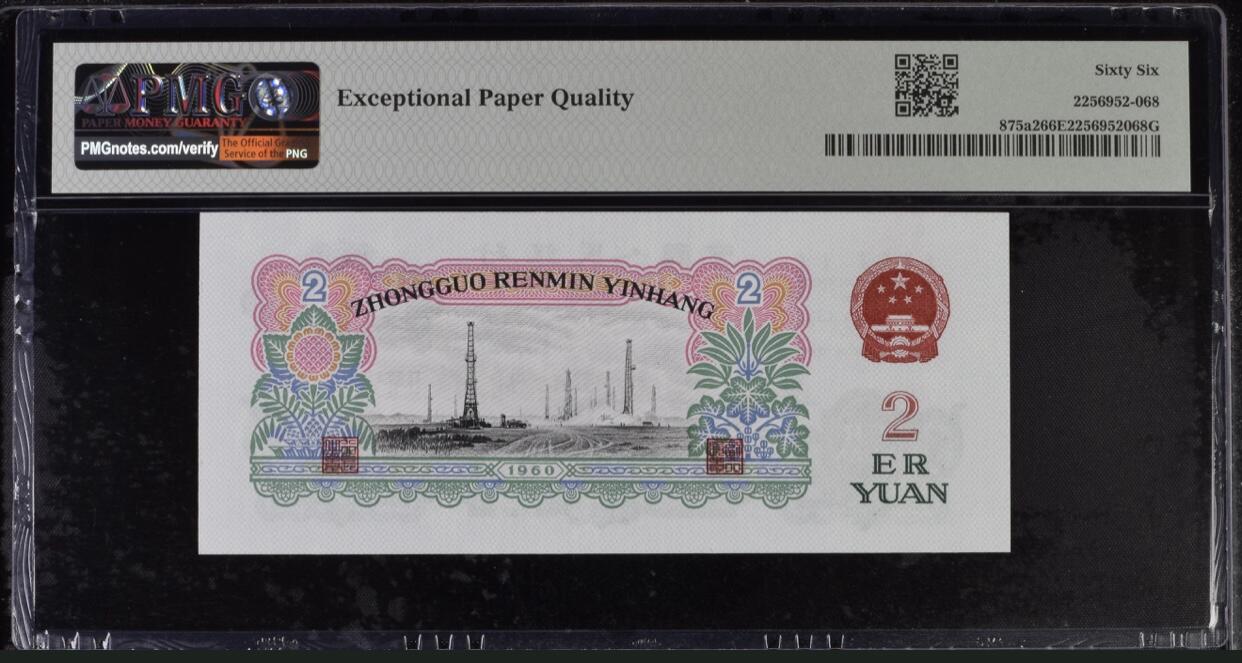 PMG
PAPER MONEY GUARANTY
PMGnotes.com/verify
The Official
Service of the PNG
Exceptional Paper Quality
Sixty Six
2256952-068
875a266E2256952068G
2
ZHONGGUO RENMIN YINHANG
2
1960
2
ER
YUAN